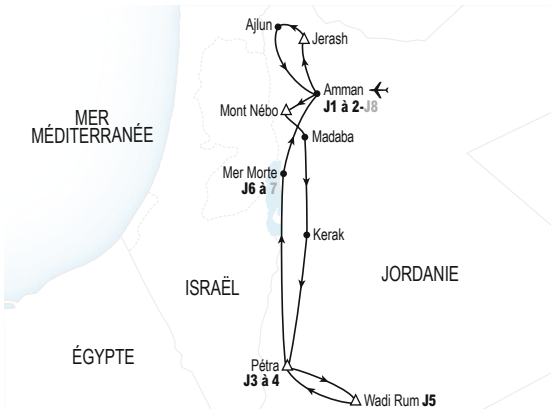 Ajlun
Jerash
Amman
J1 à 2-J8
Mont Nébo
MER
MÉDITERRANÉE
Madaba
Mer Morte
J6 à 7
Kerak
ISRAËL
JORDANIE
ÉGYPTE
Pétra
J3 à 4
Wadi Rum J5